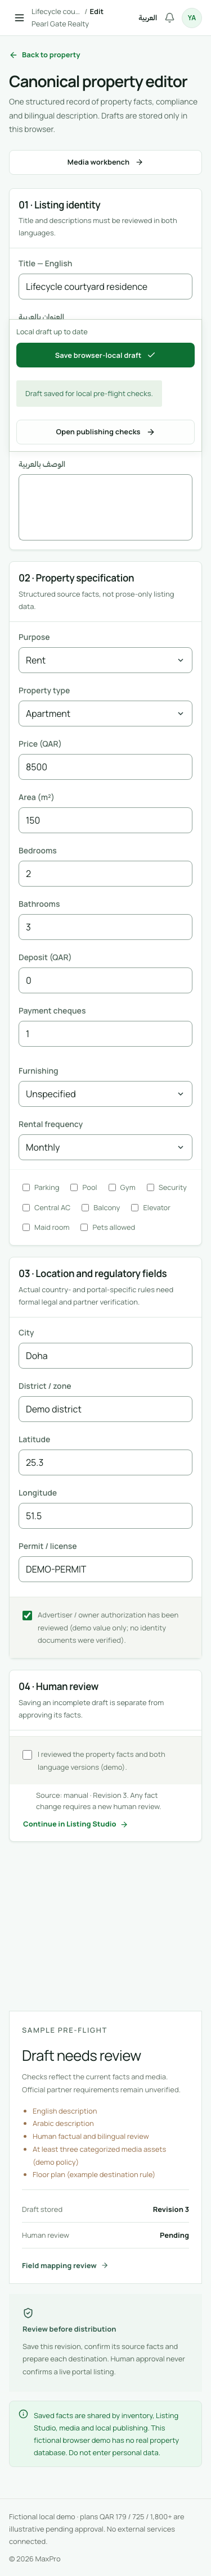 Lifecycle cou... / Edit
Pearl Gate Realty
العربية
YA
Back to property
Canonical property editor
One structured record of property facts, compliance
and bilingual description. Drafts are stored only in
this browser.
Media workbench
01 · Listing identity
Title and descriptions must be reviewed in both
languages.
Title — English
Lifecycle courtyard residence
العنوان بالعربية
Local draft up to date
Save browser-local draft
Draft saved for local pre-flight checks.
Open publishing checks
الوصف بالعربية
02 · Property specification
Structured source facts, not prose-only listing
data.
Purpose
Rent
Property type
Apartment
Price (QAR)
8500
Area (m²)
150
Bedrooms
2
Bathrooms
3
Deposit (QAR)
0
Payment cheques
1
Furnishing
Unspecified
Rental frequency
Monthly
Parking Pool Gym Security
Central AC Balcony Elevator
Maid room Pets allowed
03 · Location and regulatory fields
Actual country- and portal-specific rules need
formal legal and partner verification.
City
Doha
District / zone
Demo district
Latitude
25.3
Longitude
51.5
Permit / license
DEMO-PERMIT
Advertiser / owner authorization has been
reviewed (demo value only; no identity
documents were verified).
04 · Human review
Saving an incomplete draft is separate from
approving its facts.
I reviewed the property facts and both
language versions (demo).
Source: manual · Revision 3. Any fact
change requires a new human review.
Continue in Listing Studio
SAMPLE PRE-FLIGHT
Draft needs review
Checks reflect the current facts and media.
Official partner requirements remain unverified.
• English description
• Arabic description
• Human factual and bilingual review
• At least three categorized media assets
(demo policy)
• Floor plan (example destination rule)
Draft stored Revision 3
Human review Pending
Field mapping review
Review before distribution
Save this revision, confirm its source facts and
prepare each destination. Human approval never
confirms a live portal listing.
Saved facts are shared by inventory, Listing
Studio, media and local publishing. This
fictional browser demo has no real property
database. Do not enter personal data.
Fictional local demo · plans QAR 179 / 725 / 1,800+ are
illustrative pending approval. No external services
connected.
© 2026 MaxPro